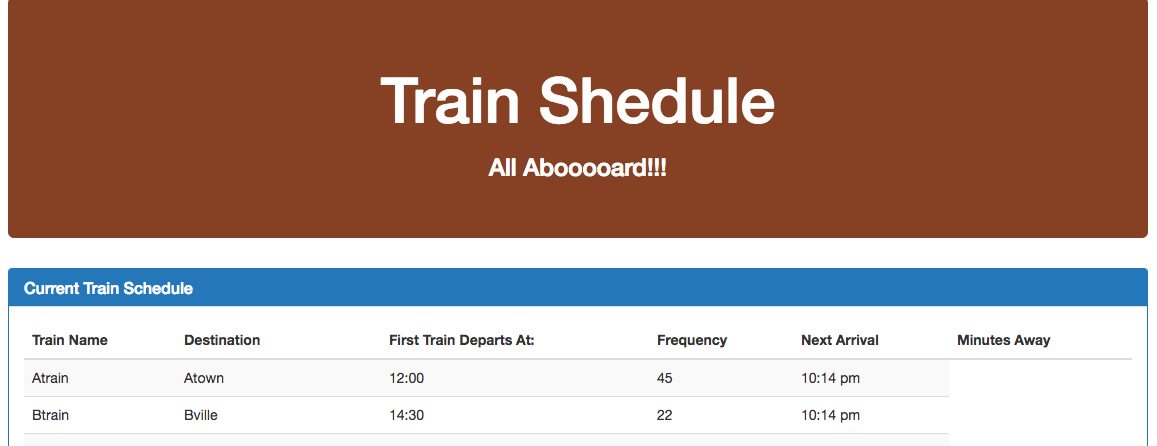 Train Shedule
All Abooooard!!!
Current Train Schedule
Train Name Destination First Train Departs At: Frequency Next Arrival Minutes Away
Atrain Atown 12:00 45 10:14 pm
Btrain Bville 14:30 22 10:14 pm